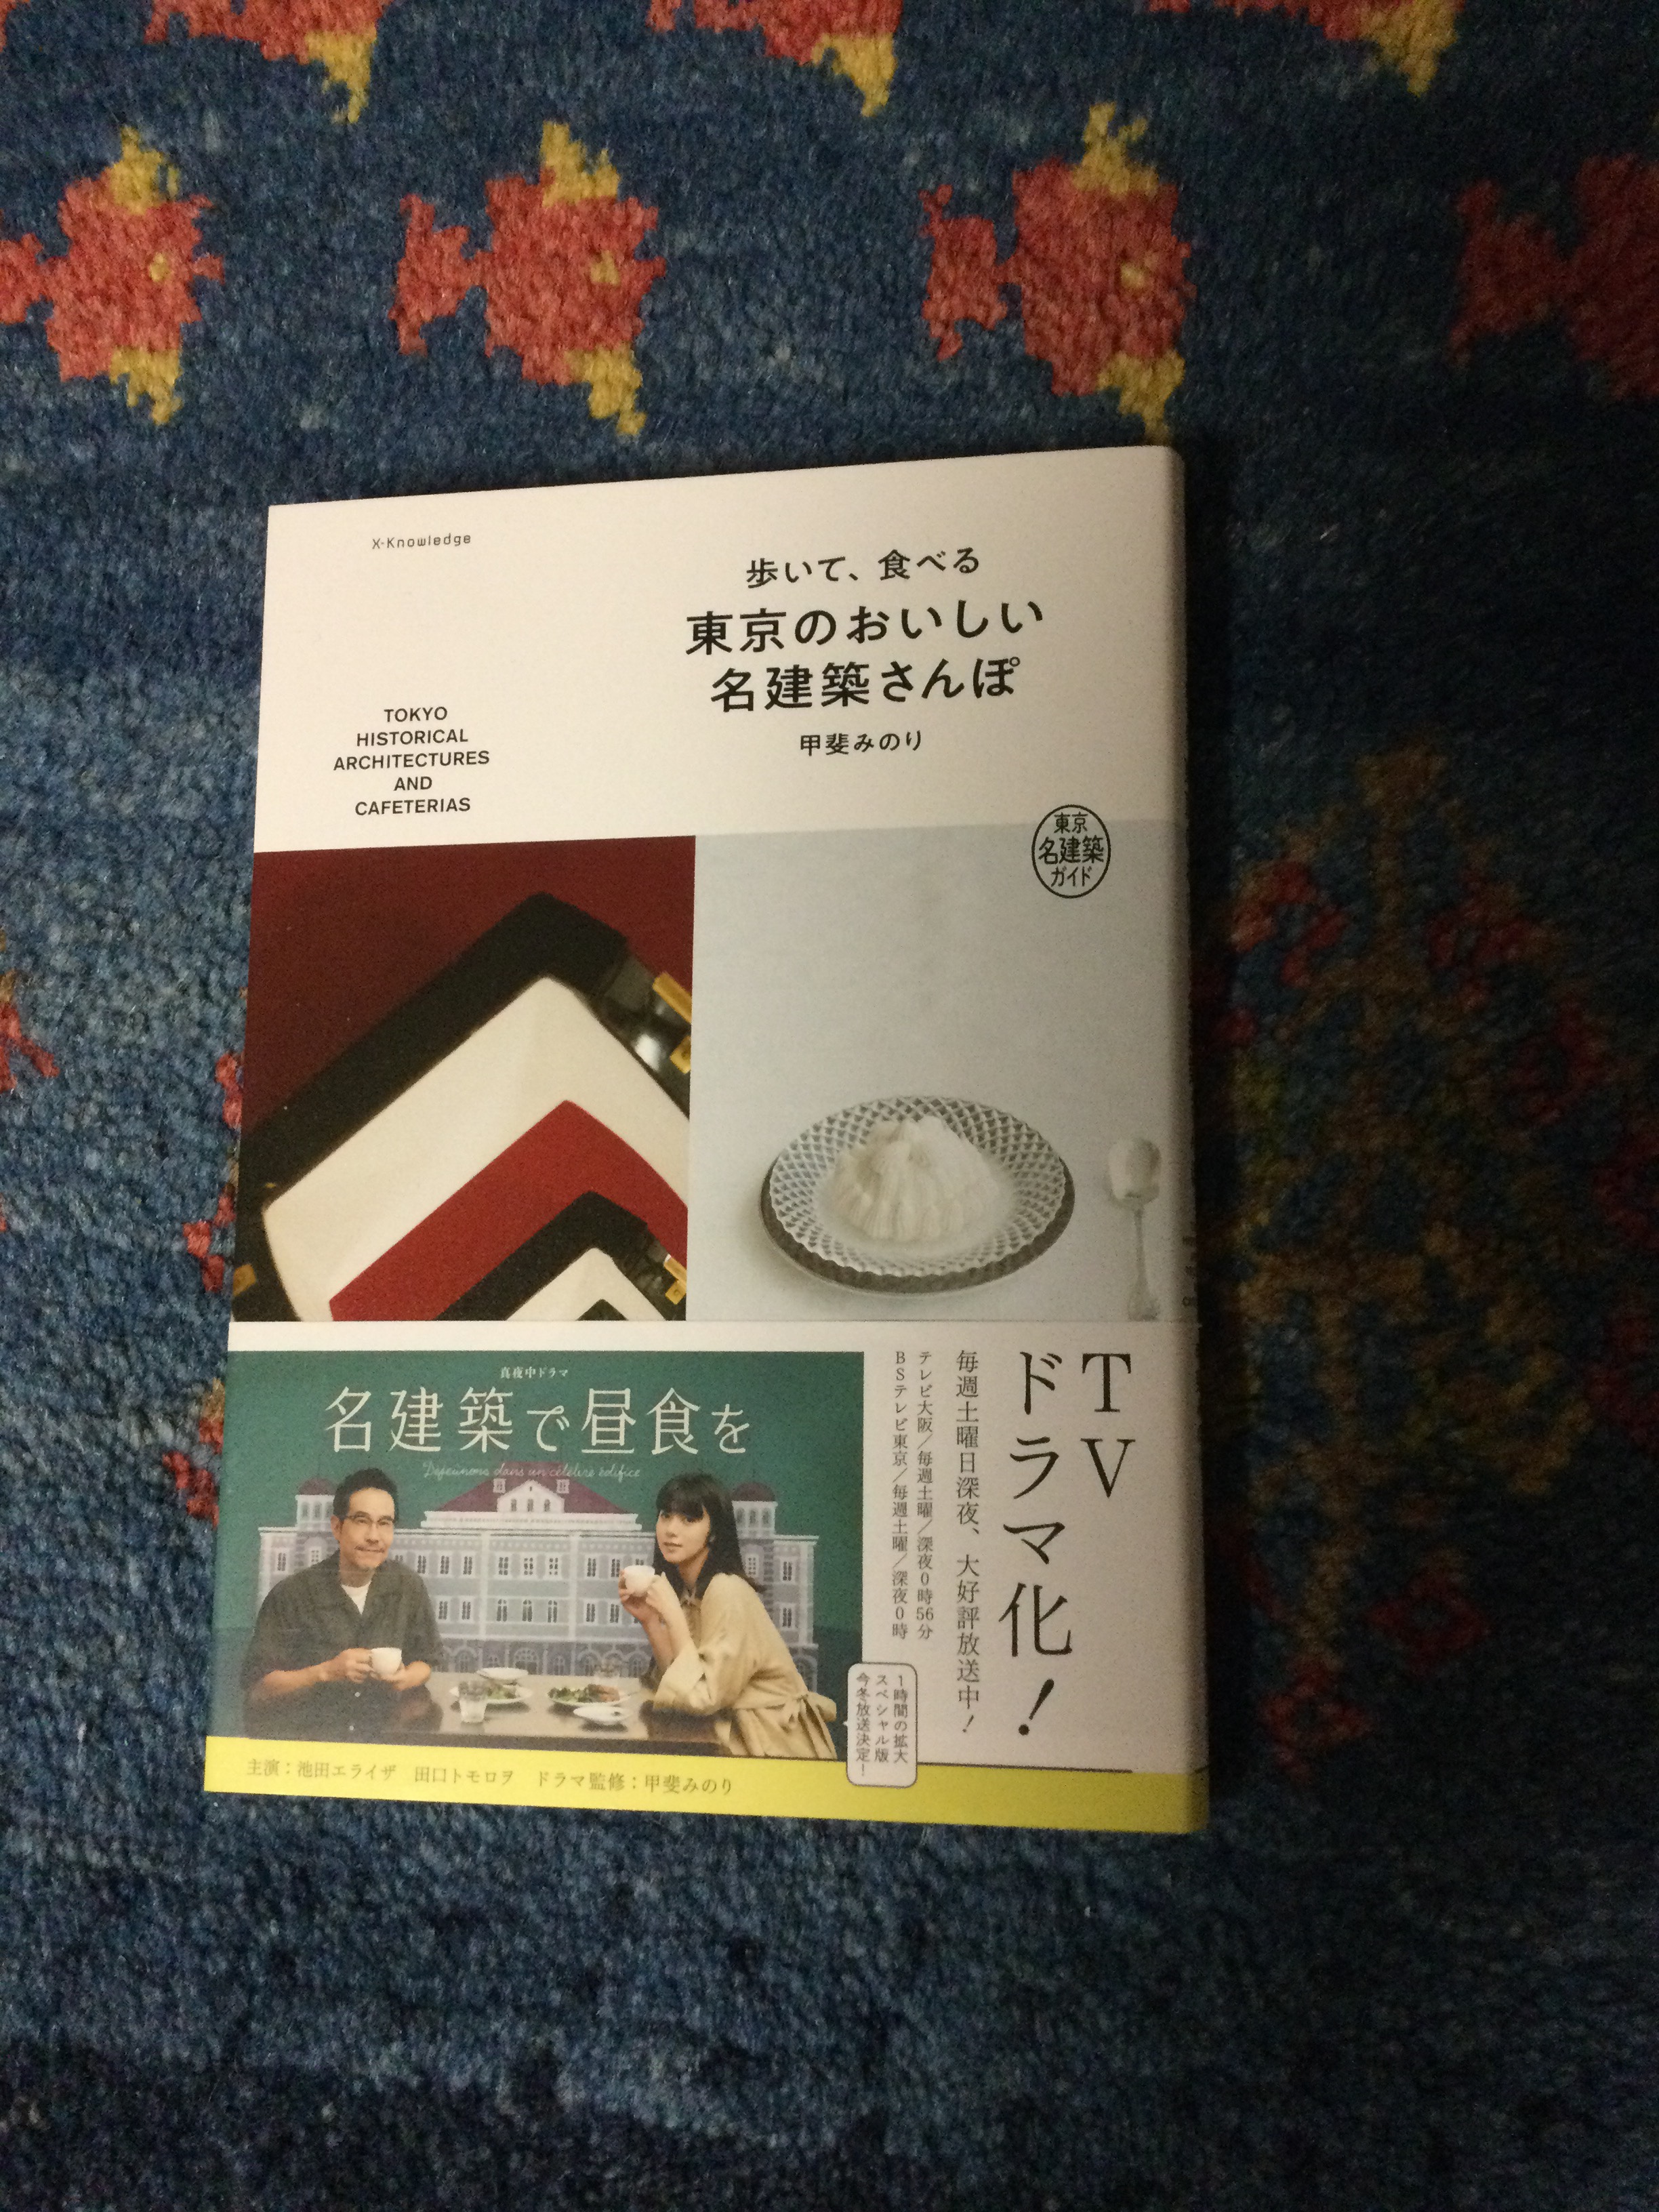 X-Knowledge
歩いて、食べる
東京のおいしい
名建築さんぽ
甲斐みのり
TOKYO
HISTORICAL
ARCHITECTURES
AND
CAFETERIAS
東京
名建築
ガイド
TV
ドラマ化!
毎週土曜日深夜、大好評放送中!
テレビ大阪/毎週土曜/深夜0時56分
BSテレビ東京/毎週土曜/深夜0時
1時間の拡大
スペシャル版
今冬放送決定!
真夜中ドラマ
名建築で昼食を
Déjeunons dans un célèbre édifice
主演:池田エライザ 田口トモロヲ ドラマ監修:甲斐みのり